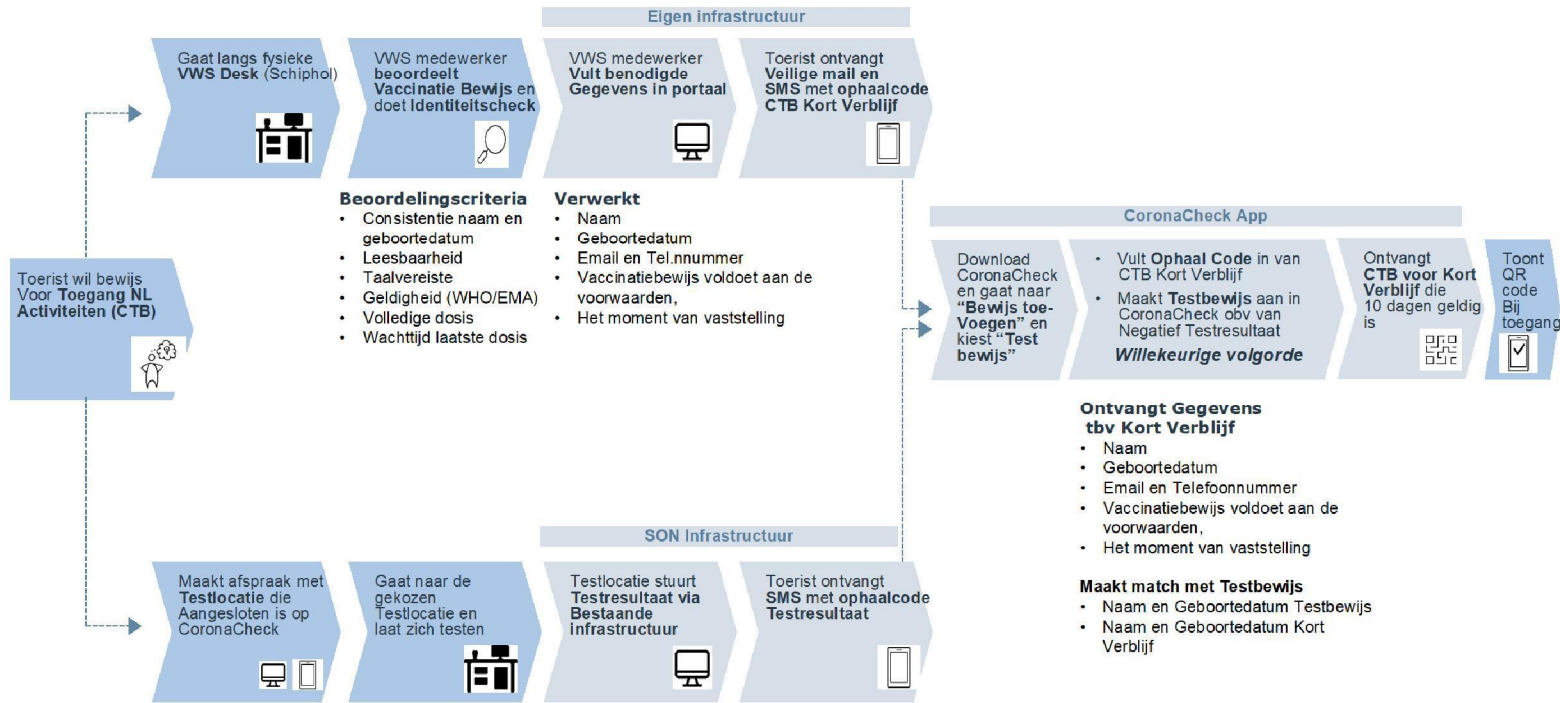 Eigen infrastructuur
Gaat langs fysieke
VWS Desk (Schiphol)
VWS medewerker
beoordeelt
Vaccinatie Bewijs en
doet Identiteitscheck
VWS medewerker
Vult benodigde
Gegevens in portaal
Toerist ontvangt
Veilige mail en
SMS met ophaalcode
CTB Kort Verblijf
Beoordelingscriteria
• Consistentie naam en
geboortedatum
• Leesbaarheid
• Taalvereiste
• Geldigheid (WHO/EMA)
• Volledige dosis
• Wachttijd laatste dosis
Verwerkt
• Naam
• Geboortedatum
• Email en Tel.nnummer
• Vaccinatiebewijs voldoet aan de
voorwaarden,
• Het moment van vaststelling
Toerist wil bewijs
Voor Toegang NL
Activiteiten (CTB)
CoronaCheck App
Download
CoronaCheck
en gaat naar
“Bewijs toe-
Voegen” en
kiest “Test
bewijs”
• Vult Ophaal Code in van
CTB Kort Verblijf
• Maakt Testbewijs aan in
CoronaCheck obv van
Negatief Testresultaat
Willekeurige volgorde
Ontvangt
CTB voor Kort
Verblijf die
10 dagen geldig
is
Toont
QR
code
Bij
toegang
Ontvangt Gegevens
tbv Kort Verblijf
• Naam
• Geboortedatum
• Email en Telefoonnummer
• Vaccinatiebewijs voldoet aan de
voorwaarden,
• Het moment van vaststelling
Maakt match met Testbewijs
• Naam en Geboortedatum Testbewijs
• Naam en Geboortedatum Kort
Verblijf
SON Infrastructuur
Maakt afspraak met
Testlocatie die
Aangesloten is op
CoronaCheck
Gaat naar de
gekozen
Testlocatie en
laat zich testen
Testlocatie stuurt
Testresultaat via
Bestaande
infrastructuur
Toerist ontvangt
SMS met ophaalcode
Testresultaat